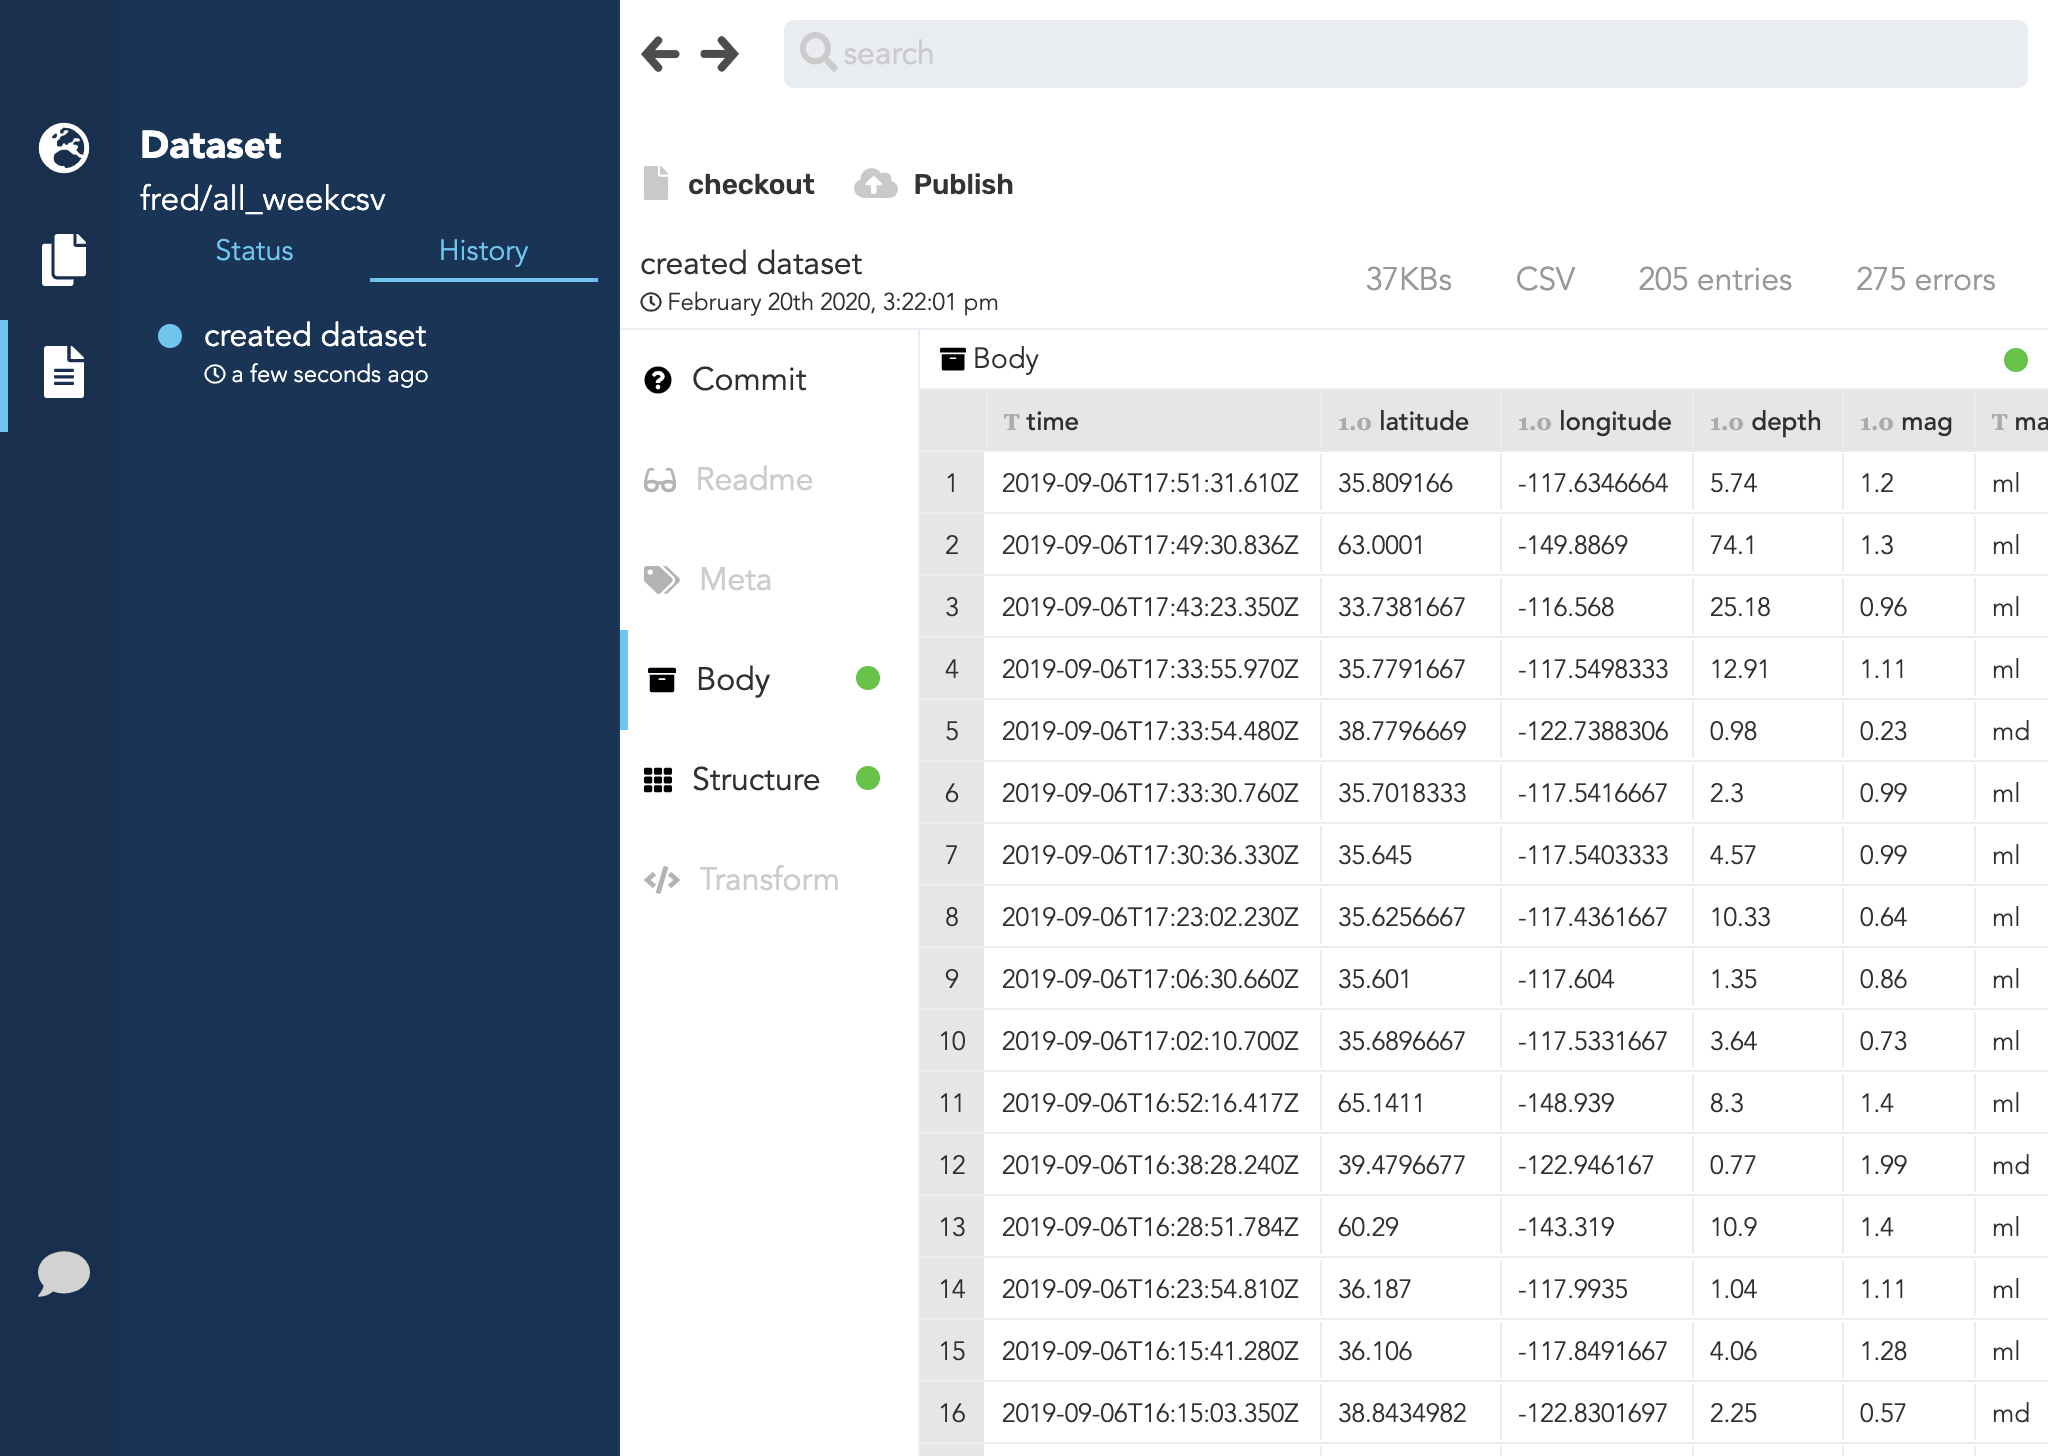 search
Dataset
fred/all_weekcsv
Status History
created dataset
a few seconds ago
checkout Publish
created dataset
February 20th 2020, 3:22:01 pm
37KBs CSV 205 entries 275 errors
Commit
Readme
Meta
Body
Structure
Transform
Body
T time 1.0 latitude 1.0 longitude 1.0 depth 1.0 mag T ma
1 2019-09-06T17:51:31.610Z 35.809166 -117.6346664 5.74 1.2 ml
2 2019-09-06T17:49:30.836Z 63.0001 -149.8869 74.1 1.3 ml
3 2019-09-06T17:43:23.350Z 33.7381667 -116.568 25.18 0.96 ml
4 2019-09-06T17:33:55.970Z 35.7791667 -117.5498333 12.91 1.11 ml
5 2019-09-06T17:33:54.480Z 38.7796669 -122.7388306 0.98 0.23 md
6 2019-09-06T17:33:30.760Z 35.7018333 -117.5416667 2.3 0.99 ml
7 2019-09-06T17:30:36.330Z 35.645 -117.5403333 4.57 0.99 ml
8 2019-09-06T17:23:02.230Z 35.6256667 -117.4361667 10.33 0.64 ml
9 2019-09-06T17:06:30.660Z 35.601 -117.604 1.35 0.86 ml
10 2019-09-06T17:02:10.700Z 35.6896667 -117.5331667 3.64 0.73 ml
11 2019-09-06T16:52:16.417Z 65.1411 -148.939 8.3 1.4 ml
12 2019-09-06T16:38:28.240Z 39.4796677 -122.946167 0.77 1.99 md
13 2019-09-06T16:28:51.784Z 60.29 -143.319 10.9 1.4 ml
14 2019-09-06T16:23:54.810Z 36.187 -117.9935 1.04 1.11 ml
15 2019-09-06T16:15:41.280Z 36.106 -117.8491667 4.06 1.28 ml
16 2019-09-06T16:15:03.350Z 38.8434982 -122.8301697 2.25 0.57 md